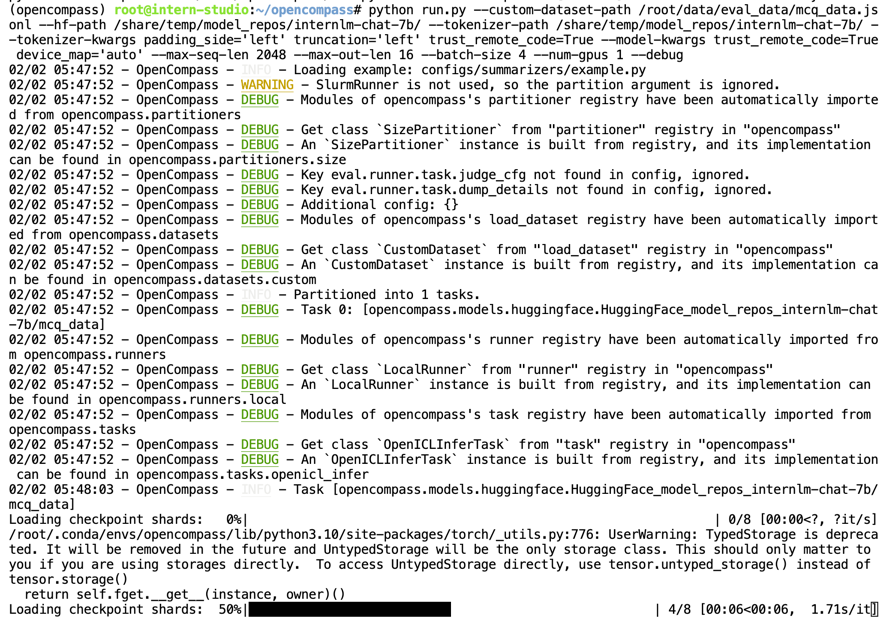 (opencompass) root@intern-studio:~/opencompass# python run.py --custom-dataset-path /root/data/eval_data/mcq_data.js
onl --hf-path /share/temp/model_repos/internlm-chat-7b/ --tokenizer-path /share/temp/model_repos/internlm-chat-7b/ -
-tokenizer-kwargs padding_side='left' truncation='left' trust_remote_code=True --model-kwargs trust_remote_code=True
 device_map='auto' --max-seq-len 2048 --max-out-len 16 --batch-size 4 --num-gpus 1 --debug
02/02 05:47:52 - OpenCompass - INFO - Loading example: configs/summarizers/example.py
02/02 05:47:52 - OpenCompass - WARNING - SlurmRunner is not used, so the partition argument is ignored.
02/02 05:47:52 - OpenCompass - DEBUG - Modules of opencompass's partitioner registry have been automatically importe
d from opencompass.partitioners
02/02 05:47:52 - OpenCompass - DEBUG - Get class `SizePartitioner` from "partitioner" registry in "opencompass"
02/02 05:47:52 - OpenCompass - DEBUG - An `SizePartitioner` instance is built from registry, and its implementation
can be found in opencompass.partitioners.size
02/02 05:47:52 - OpenCompass - DEBUG - Key eval.runner.task.judge_cfg not found in config, ignored.
02/02 05:47:52 - OpenCompass - DEBUG - Key eval.runner.task.dump_details not found in config, ignored.
02/02 05:47:52 - OpenCompass - DEBUG - Additional config: {}
02/02 05:47:52 - OpenCompass - DEBUG - Modules of opencompass's load_dataset registry have been automatically import
ed from opencompass.datasets
02/02 05:47:52 - OpenCompass - DEBUG - Get class `CustomDataset` from "load_dataset" registry in "opencompass"
02/02 05:47:52 - OpenCompass - DEBUG - An `CustomDataset` instance is built from registry, and its implementation ca
n be found in opencompass.datasets.custom
02/02 05:47:52 - OpenCompass - INFO - Partitioned into 1 tasks.
02/02 05:47:52 - OpenCompass - DEBUG - Task 0: [opencompass.models.huggingface.HuggingFace_model_repos_internlm-chat
-7b/mcq_data]
02/02 05:47:52 - OpenCompass - DEBUG - Modules of opencompass's runner registry have been automatically imported fro
m opencompass.runners
02/02 05:47:52 - OpenCompass - DEBUG - Get class `LocalRunner` from "runner" registry in "opencompass"
02/02 05:47:52 - OpenCompass - DEBUG - An `LocalRunner` instance is built from registry, and its implementation can
be found in opencompass.runners.local
02/02 05:47:52 - OpenCompass - DEBUG - Modules of opencompass's task registry have been automatically imported from
opencompass.tasks
02/02 05:47:52 - OpenCompass - DEBUG - Get class `OpenICLInferTask` from "task" registry in "opencompass"
02/02 05:47:52 - OpenCompass - DEBUG - An `OpenICLInferTask` instance is built from registry, and its implementation
 can be found in opencompass.tasks.openicl_infer
02/02 05:48:03 - OpenCompass - INFO - Task [opencompass.models.huggingface.HuggingFace_model_repos_internlm-chat-7b/
mcq_data]
Loading checkpoint shards:   0%| | 0/8 [00:00<?, ?it/s]
/root/.conda/envs/opencompass/lib/python3.10/site-packages/torch/_utils.py:776: UserWarning: TypedStorage is depreca
ted. It will be removed in the future and UntypedStorage will be the only storage class. This should only matter to
you if you are using storages directly.  To access UntypedStorage directly, use tensor.untyped_storage() instead of
tensor.storage()
  return self.fget.__get__(instance, owner)()
Loading checkpoint shards:  50%| | 4/8 [00:06<00:06,  1.71s/it]